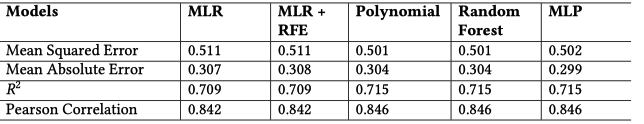 Models MLR MLR + RFE Polynomial Random Forest MLP
Mean Squared Error 0.511 0.511 0.501 0.501 0.502
Mean Absolute Error 0.307 0.308 0.304 0.304 0.299
R² 0.709 0.709 0.715 0.715 0.715
Pearson Correlation 0.842 0.842 0.846 0.846 0.846